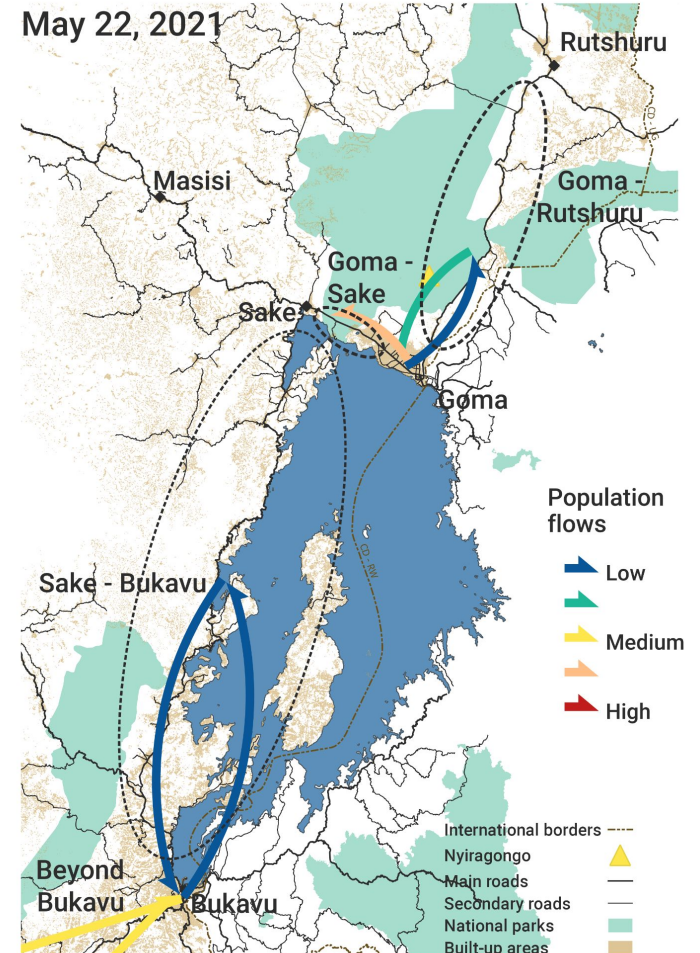 May 22, 2021
Rutshuru
Masisi
Goma -
Rutshuru
Goma -
Sake
Sake
Goma
CD - RW
Population
flows
Sake - Bukavu
Low
Medium
High
International borders
Nyiragongo
Main roads
Secondary roads
National parks
Built-up areas
Beyond
Bukavu
Bukavu